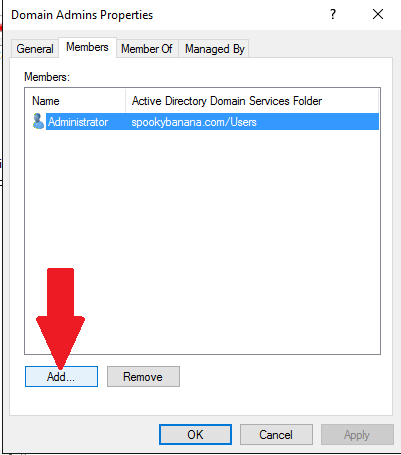 Domain Admins Properties ? ×
General Members Member Of Managed By
Members:
Name Active Directory Domain Services Folder
Administrator spookybanana.com/Users
Add... Remove
OK Cancel Apply